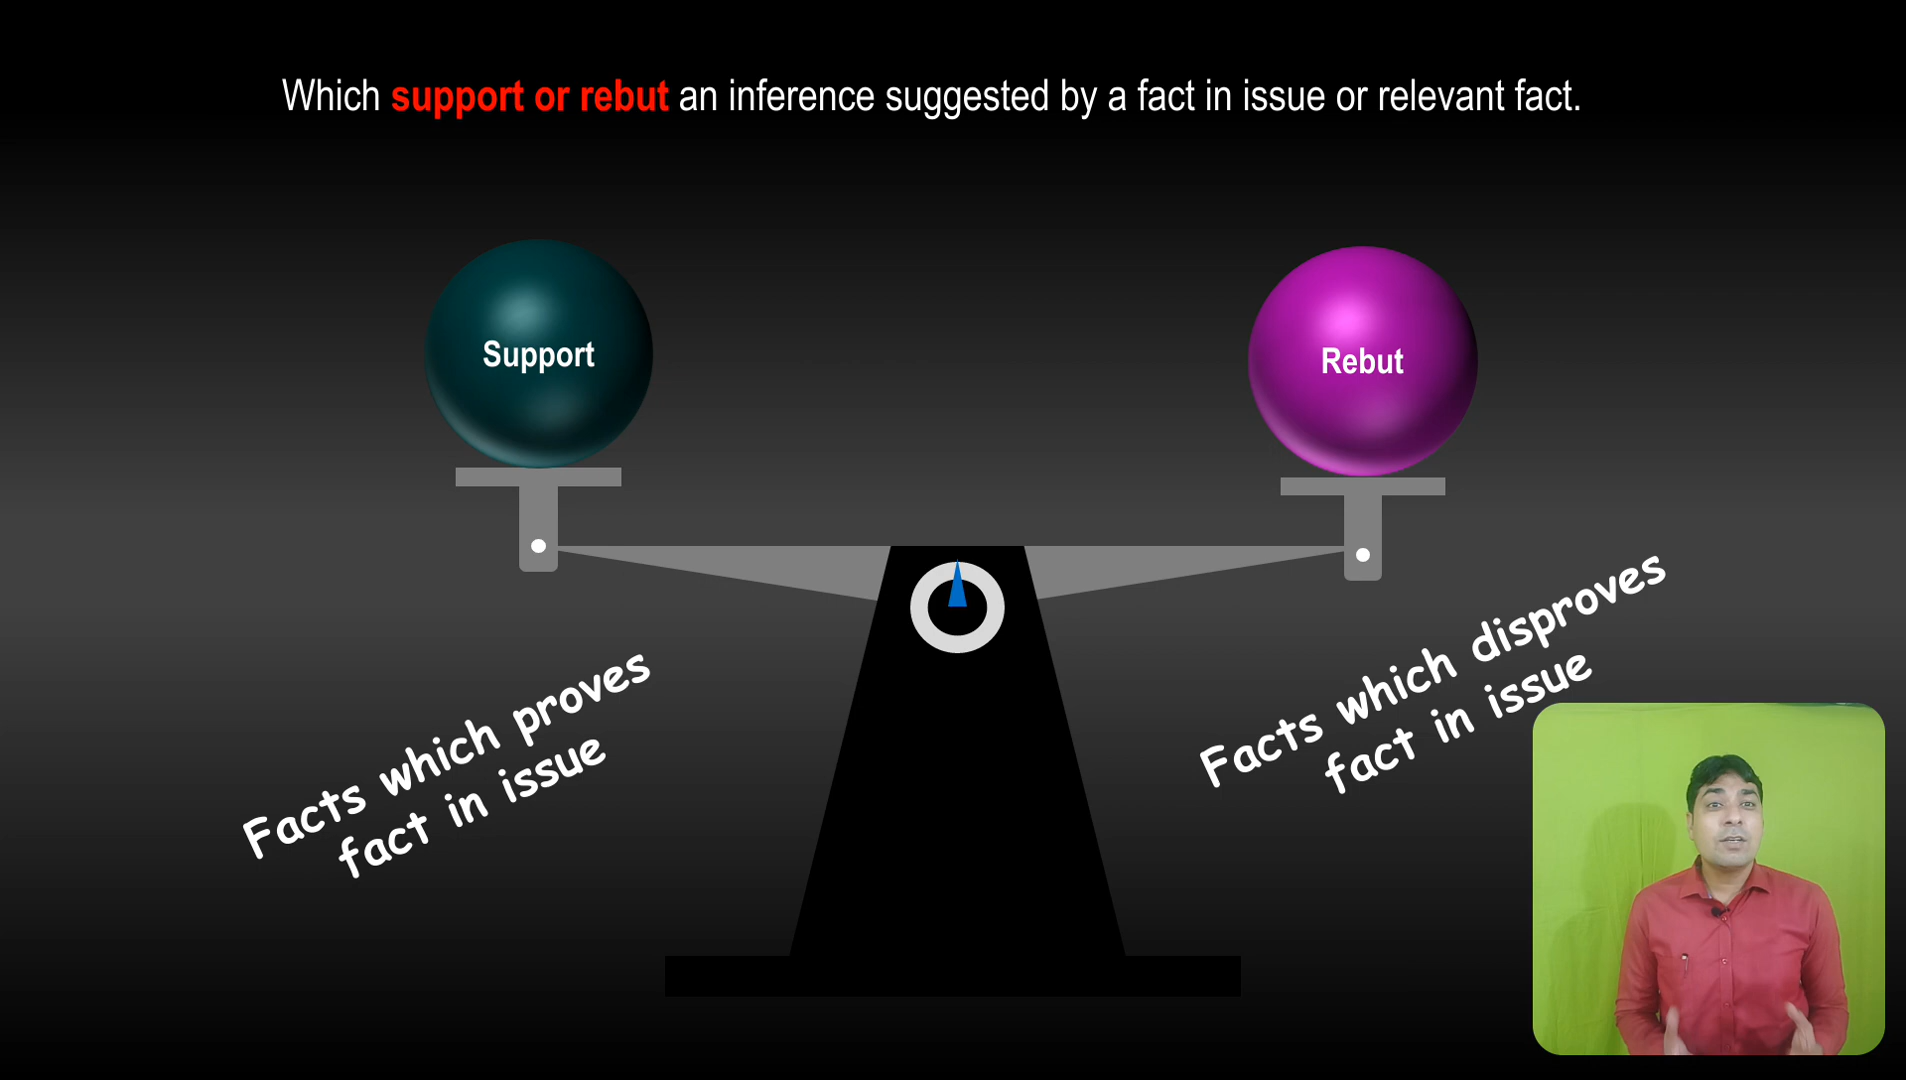 Which support or rebut an inference suggested by a fact in issue or relevant fact.
Support
Rebut
Facts which proves
fact in issue
Facts which disproves
fact in issue